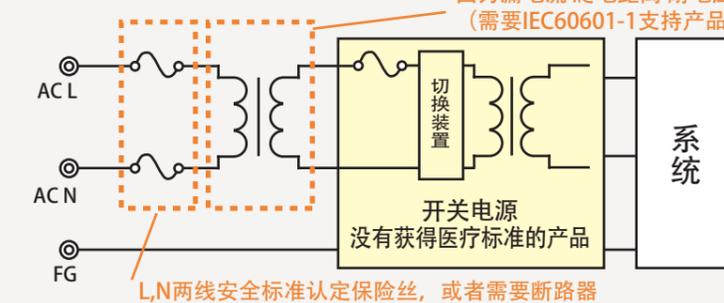 （需要IEC60601-1支持产品
AC L
切换装置
系统
AC N
开关电源
没有获得医疗标准的产品
FG
L,N两线安全标准认定保险丝，或者需要断路器